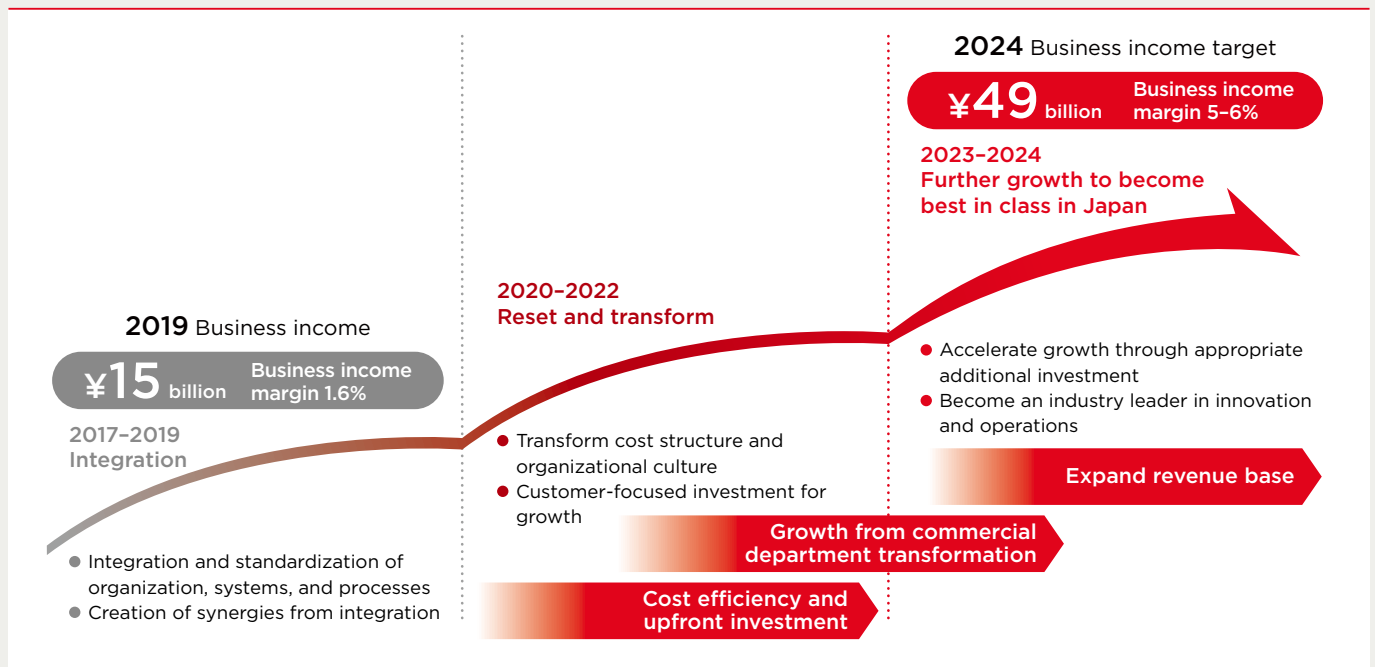 2019 Business income
¥15 billion
Business income
margin 1.6%
2017–2019
Integration
● Integration and standardization of
organization, systems, and processes
● Creation of synergies from integration
2020–2022
Reset and transform
● Transform cost structure and
organizational culture
● Customer-focused investment for
growth
Growth from commercial
department transformation
Cost efficiency and
upfront investment
2024 Business income target
¥49 billion
Business income
margin 5–6%
2023–2024
Further growth to become
best in class in Japan
● Accelerate growth through appropriate
additional investment
● Become an industry leader in innovation
and operations
Expand revenue base